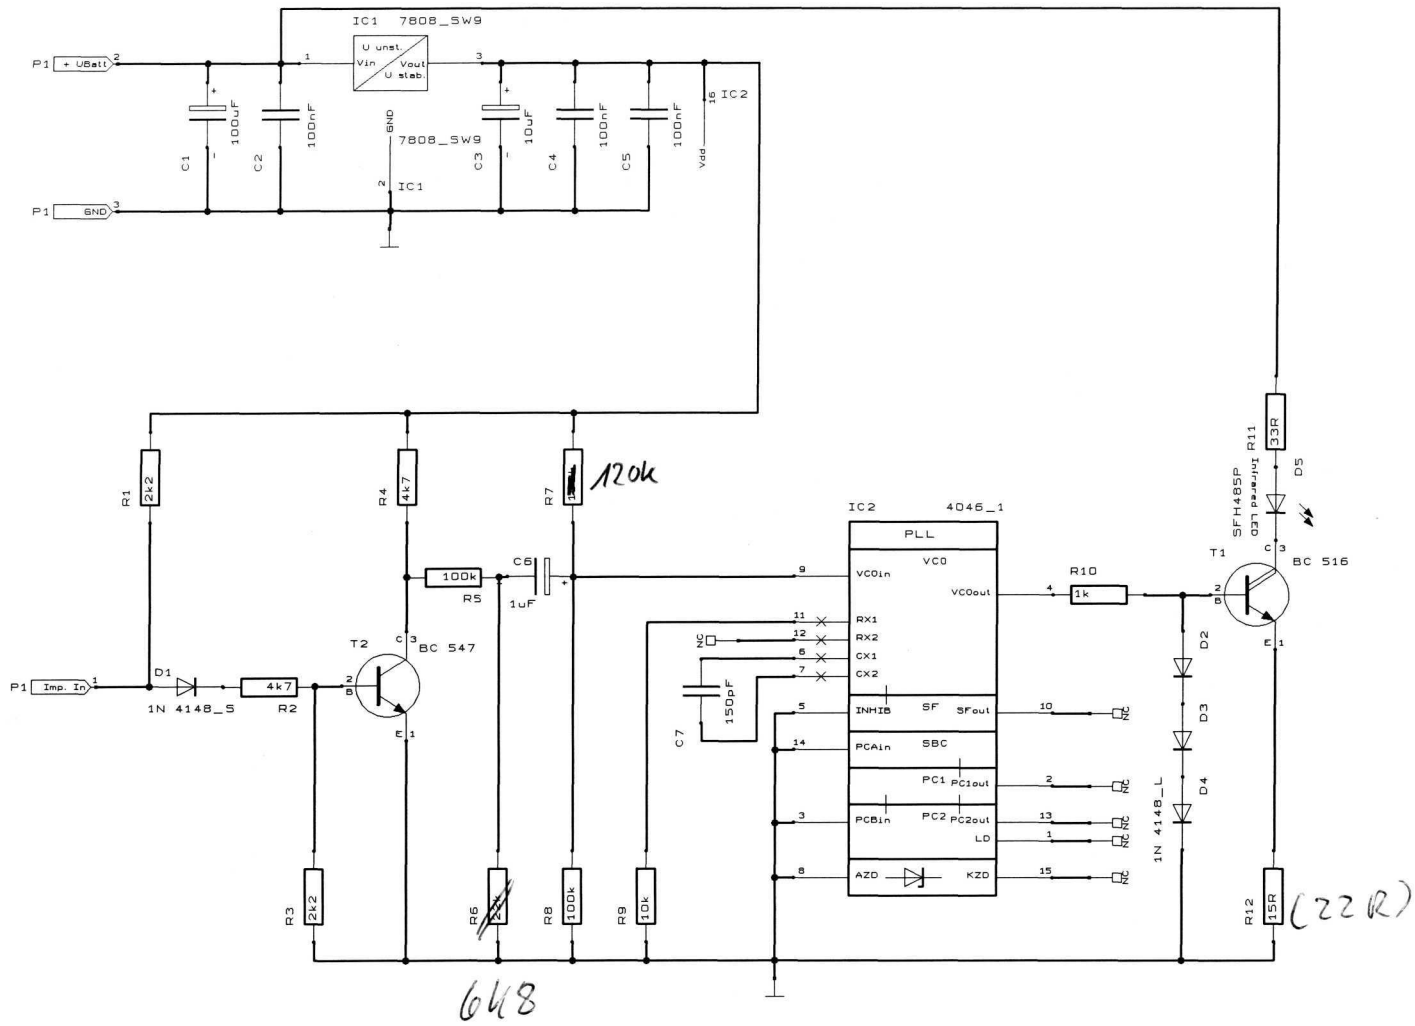 IC1 7808_SW9
P1 + UBatt 2
1
U unst.
Vin Vout
U stab.
3
+
100uF
C1
-
100nF
C2
GND
7808_SW9
2
IC1
+
10uF
C3
-
100nF
C4
100nF
C5
16 IC2
Vdd
P1 GND 3
R1 2k2
R4 4k7
R7 120k
R11 33R
D5
SFH485P
Infrared LED
IC2 4046_1
PLL
T1
C 3
BC 516
2
B
E 1
C6
1uF
+
100k
R5
9 VCOin VCO
VCOout 4
R10
1k
11 RX1
NC 12 RX2
6 CX1
7 CX2
C7 150pF
T2
C 3
BC 547
2
B
E 1
P1 Imp. In 1
D1
1N 4148_S
4k7
R2
5 INHIB SF SFout 10 NC
14 PCAin SBC
PC1 PC1out 2 NC
3 PCBin PC2 PC2out 13 NC
LD 1 NC
8 AZD KZD 15 NC
D2
D3
D4
1N 4148_L
R3 2k2
R6
R8 100k
R9 10k
R12 15R (22R)
6k8